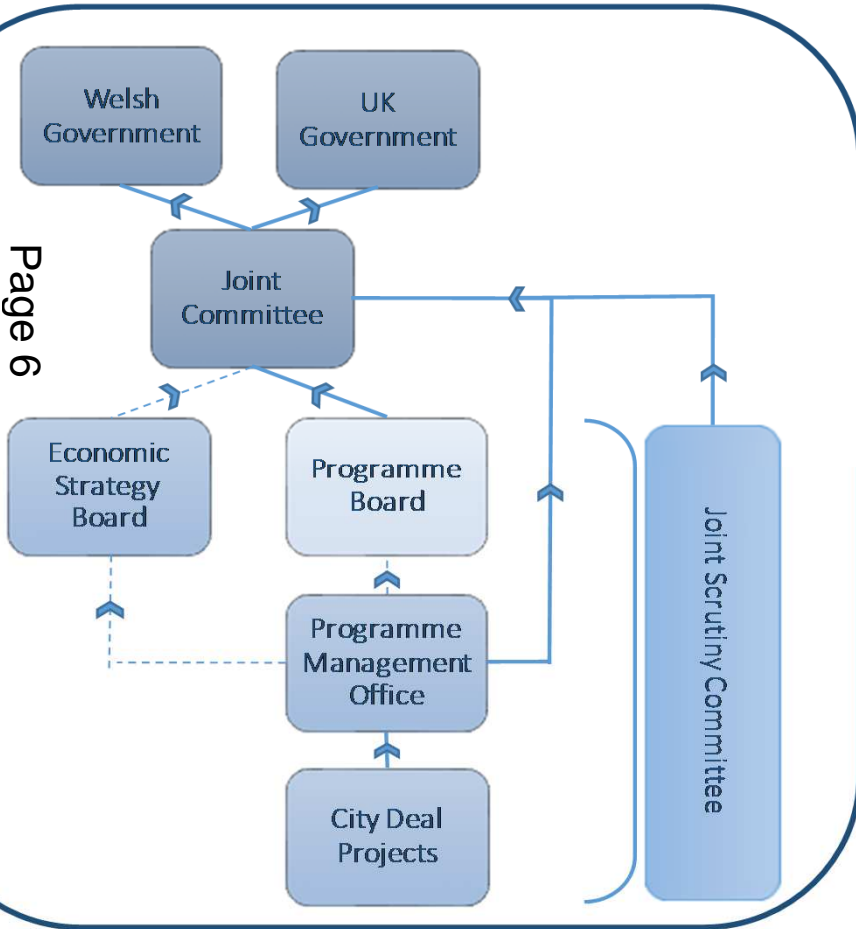 Welsh
Government
UK
Government
Joint
Committee
Page 6
Economic
Strategy
Board
Programme
Board
Joint Scrutiny Committee
Programme
Management
Office
City Deal
Projects